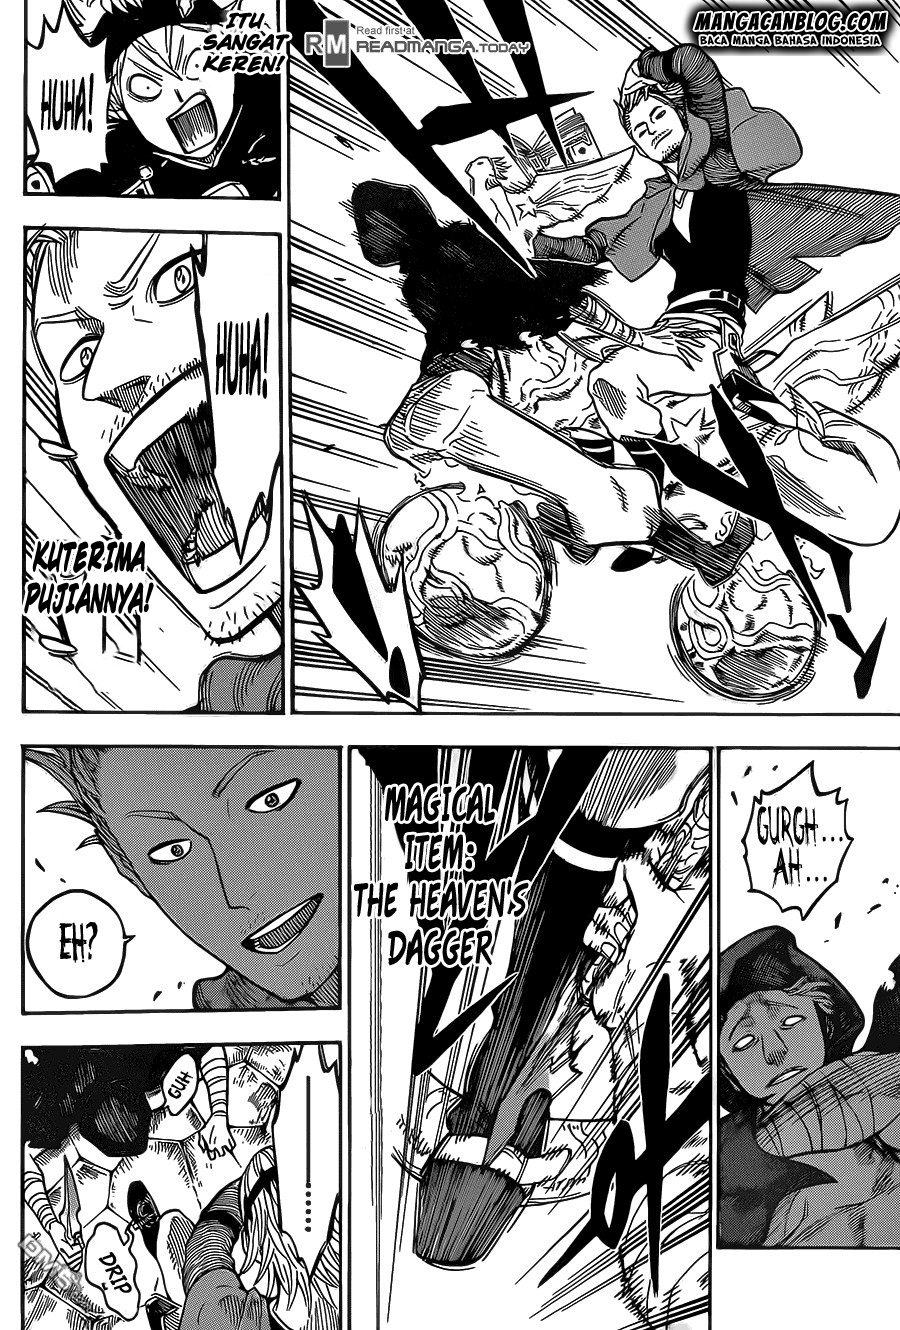 MANGACANBLOG.COM
BACA MANGA BAHASA INDONESIA
RM
Read first at
READMANGA.TODAY
ITU
SANGAT
KEREN!
HUHA!
HUHA!
KUTERIMA
PUJIANNYA!
GURGH...
AH...
MAGICAL
ITEM:
THE HEAVEN'S
DAGGER
EH?
GUH
.........
DRIP